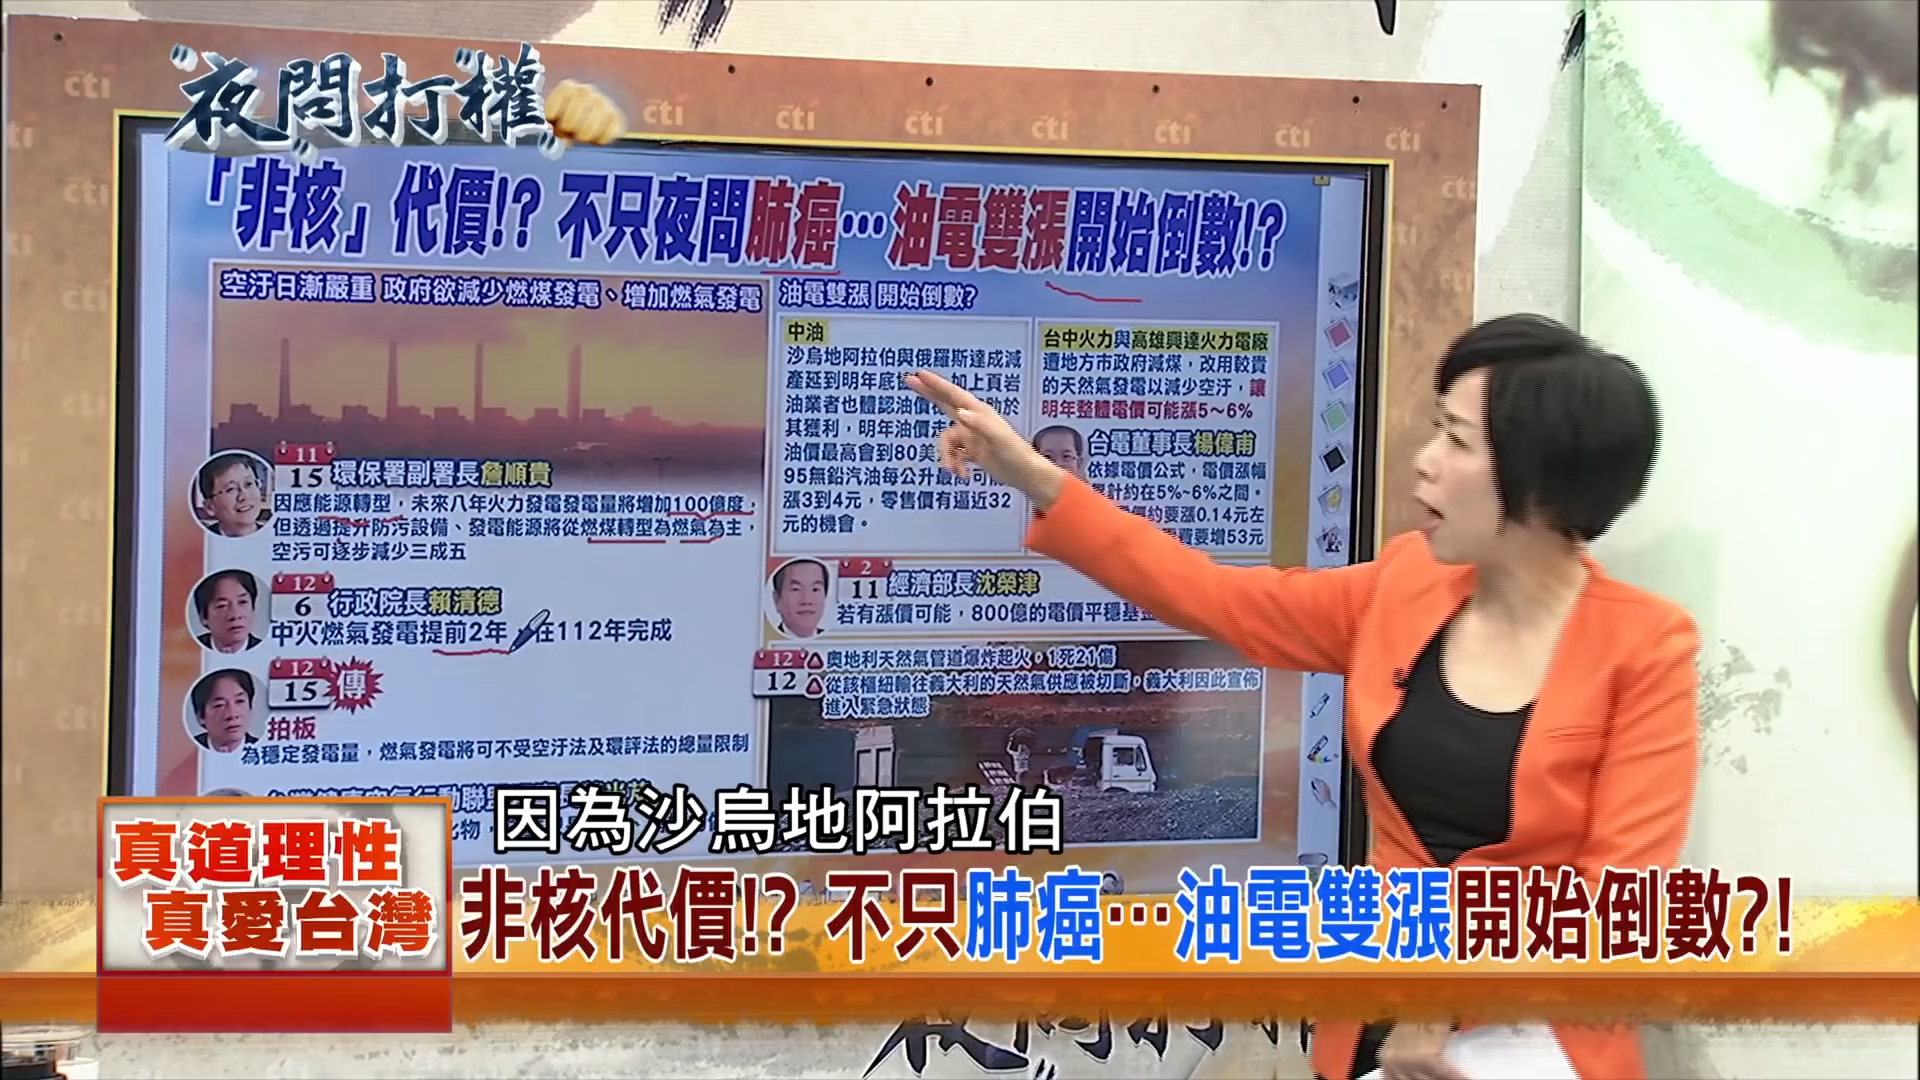 夜問打權
「非核」代價!? 不只夜問肺癌…油電雙漲開始倒數!?
空汙日漸嚴重 政府欲減少燃煤發電、增加燃氣發電
11
15 環保署副署長詹順貴
因應能源轉型，未來八年火力發電發電量將增加100億度，
但透過提升防污設備、發電能源將從燃煤轉型為燃氣為主，
空污可逐步減少三成五
12
6 行政院長賴清德
中火燃氣發電提前2年 在112年完成
12
15 傳
拍板
為穩定發電量，燃氣發電將可不受空汙法及環評法的總量限制
油電雙漲 開始倒數?
中油
沙烏地阿拉伯與俄羅斯達成減
產延到明年底 加上頁岩
油業者也體認油價 助於
其獲利，明年油價走
油價最高會到80美
95無鉛汽油每公升最高可
漲3到4元，零售價有逼近32
元的機會。
台中火力與高雄興達火力電廠
遭地方市政府減煤，改用較貴
的天然氣發電以減少空汙，讓
明年整體電價可能漲5～6%
台電董事長楊偉甫
依據電價公式，電價漲幅
計約在5%~6%之間。
價約要漲0.14元左
費要增53元
2
11 經濟部長沈榮津
若有漲價可能，800億的電價平穩基
12
12 奧地利天然氣管道爆炸起火，1死21傷
從該樞紐輸往義大利的天然氣供應被切斷，義大利因此宣佈
進入緊急狀態
因為沙烏地阿拉伯
真道理性
真愛台灣
非核代價!? 不只肺癌…油電雙漲開始倒數?!